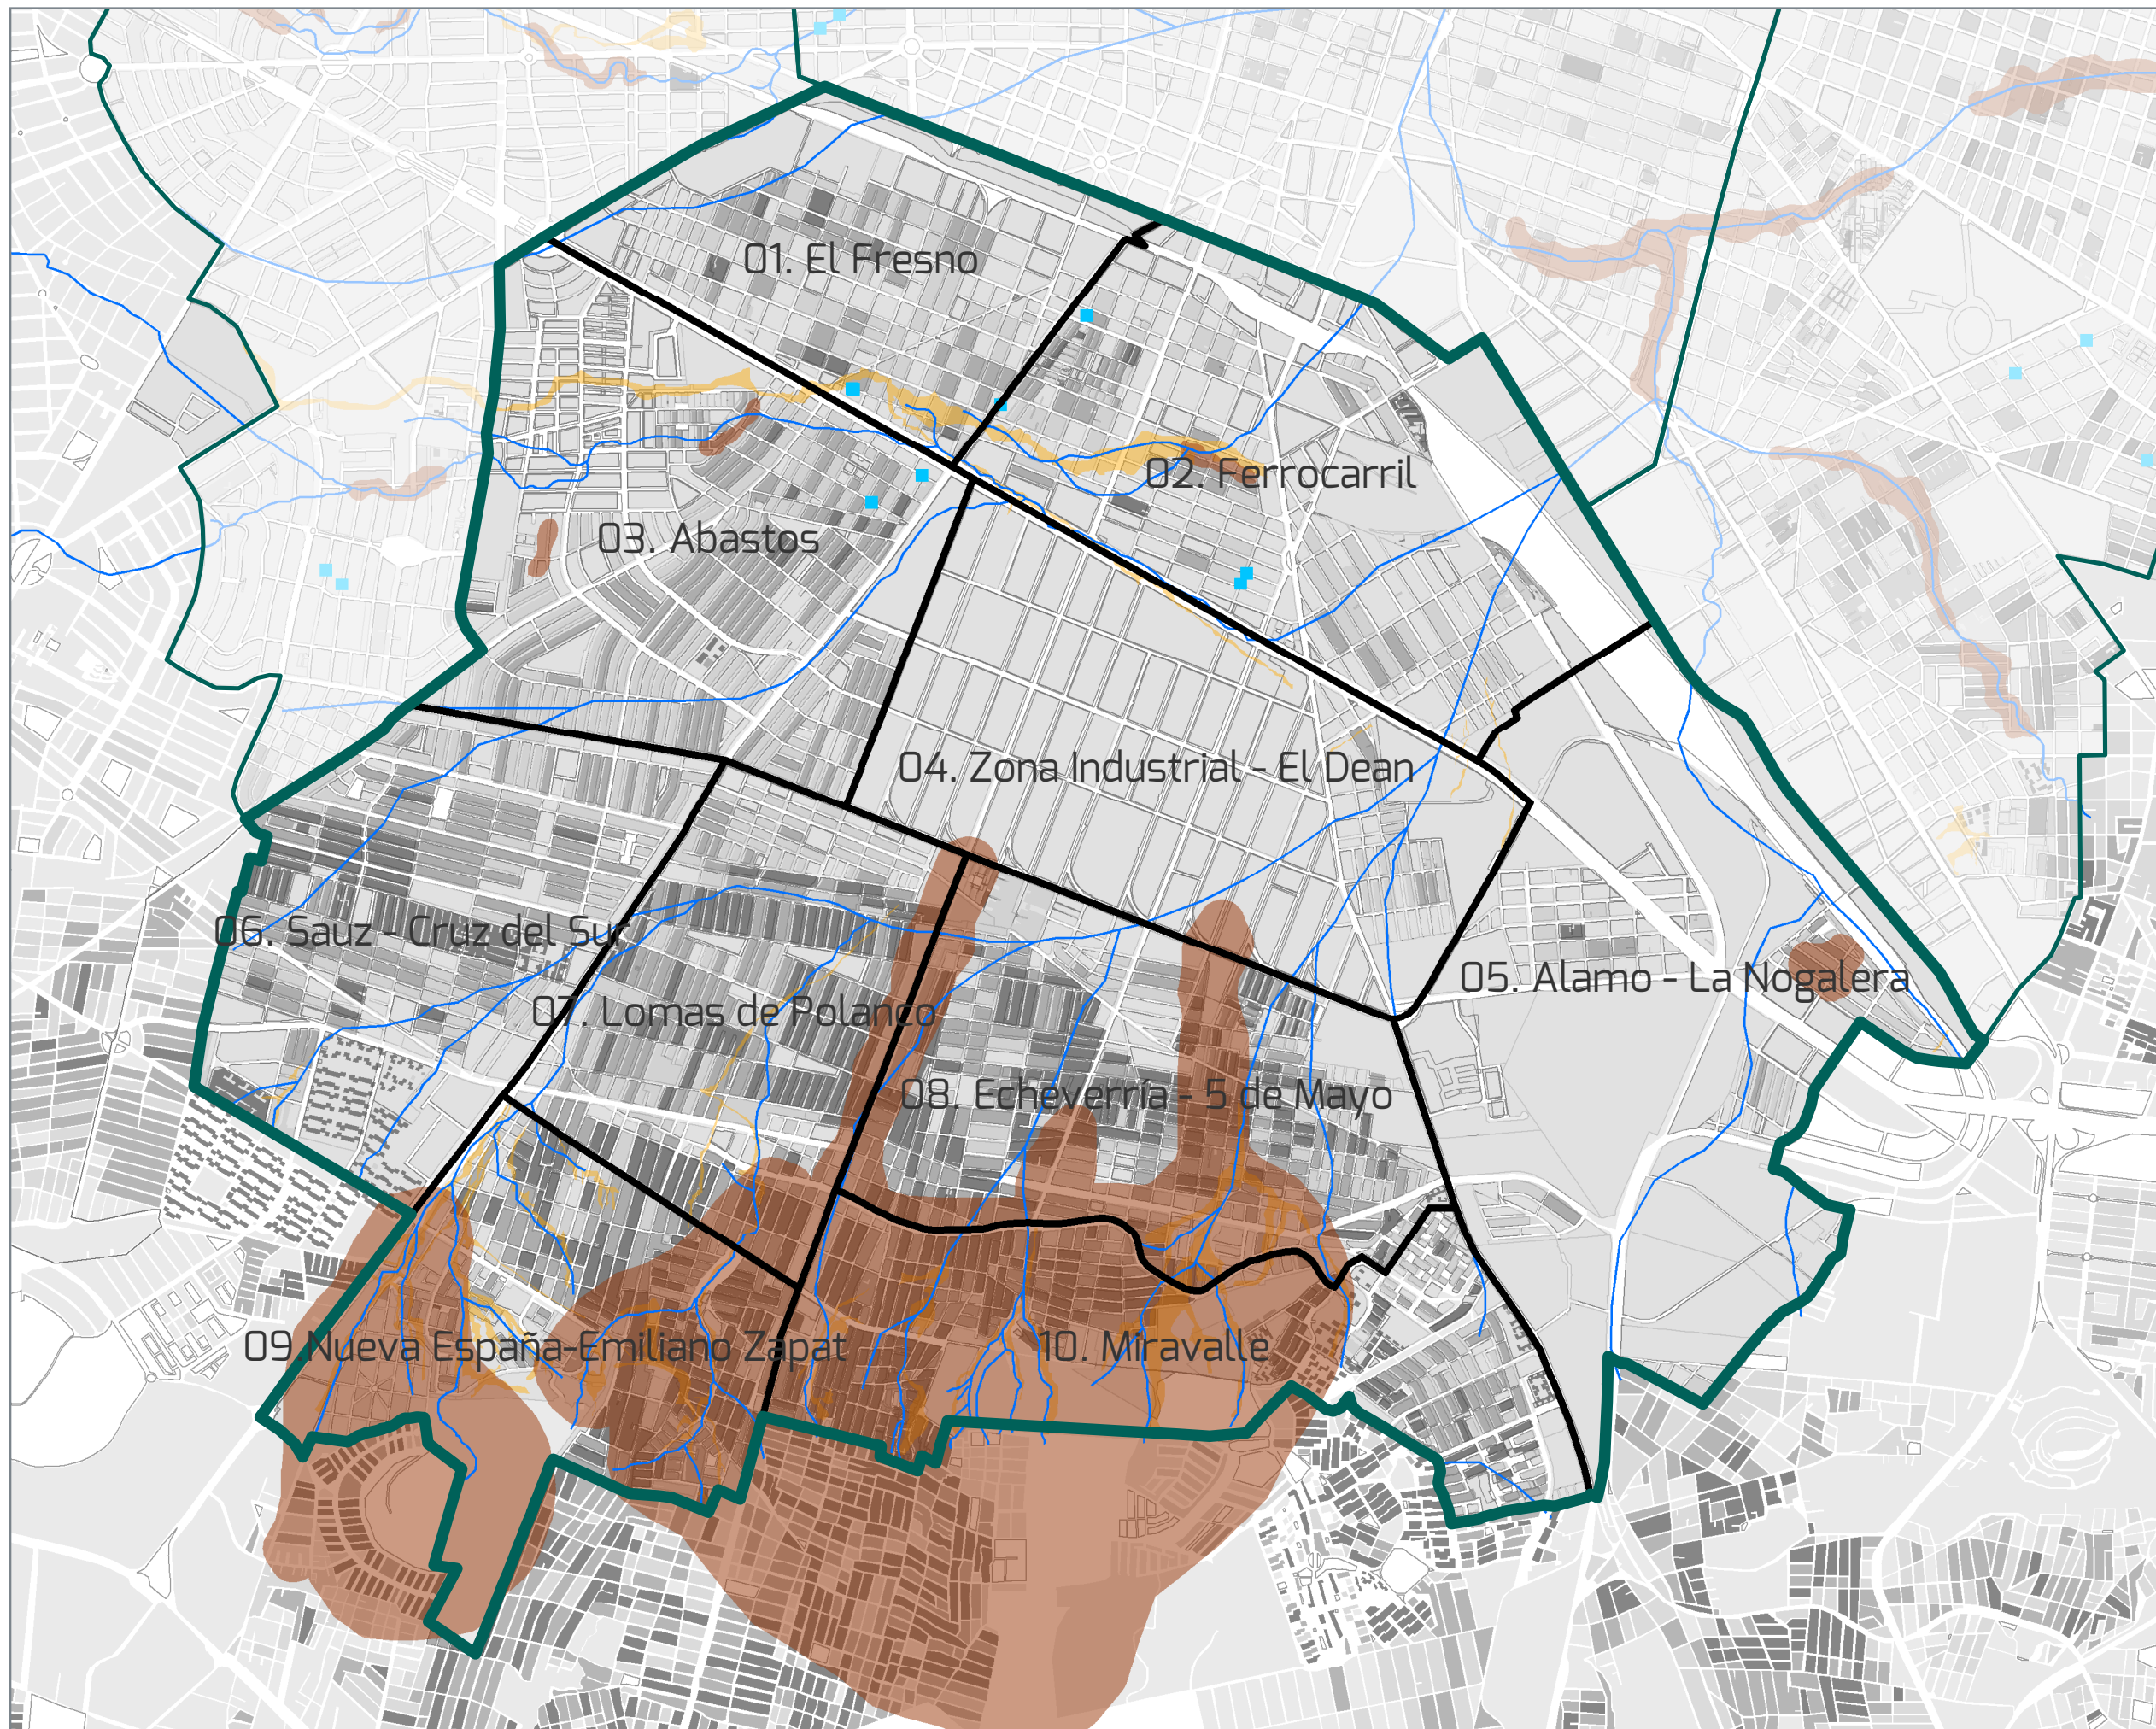 01. El Fresno
02. Ferrocarril
03. Abastos
04. Zona Industrial - El Dean
06. Sauz - Cruz del Sur
05. Alamo - La Nogalera
07. Lomas de Polanco
08. Echeverría - 5 de Mayo
09.Nueva España-Emiliano Zapat
10. Miravalle